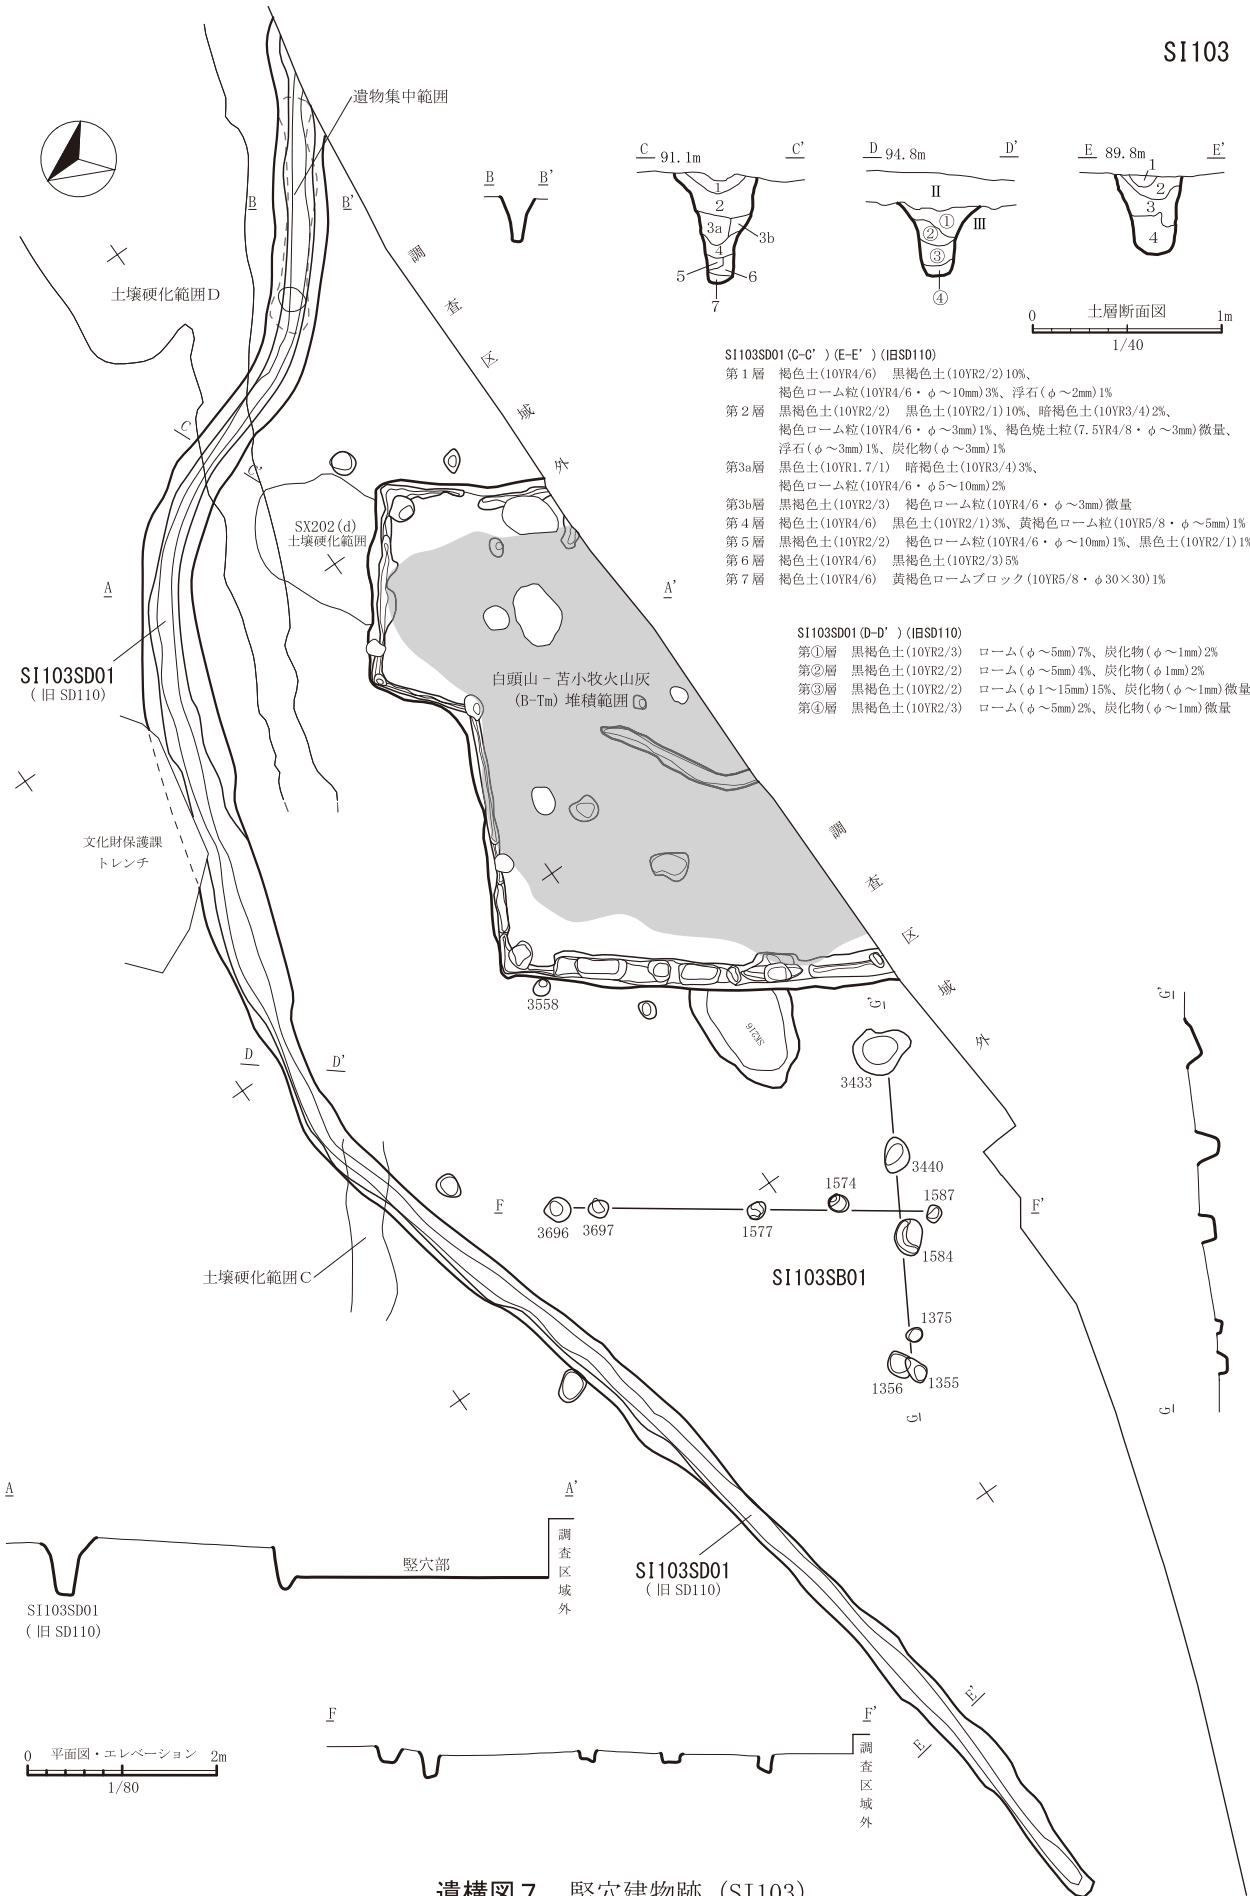 SI103
遺物集中範囲
B
B'
B
B'
C 91.1m C'
1
2
3a
3b
4
5
6
7
D 94.8m D'
Ⅱ
Ⅲ
①
②
③
④
E 89.8m E'
1
2
3
4
0 土層断面図 1m
1/40
土壌硬化範囲D
調査区域外
SI103SD01(C-C')(E-E')(旧SD110)
第1層 褐色土(10YR4/6) 黒褐色土(10YR2/2)10%、
褐色ローム粒(10YR4/6・φ～10mm)3%、浮石(φ～2mm)1%
第2層 黒褐色土(10YR2/2) 黒色土(10YR2/1)10%、暗褐色土(10YR3/4)2%、
褐色ローム粒(10YR4/6・φ～3mm)1%、褐色焼土粒(7.5YR4/8・φ～3mm)微量、
浮石(φ～3mm)1%、炭化物(φ～3mm)1%
第3a層 黒色土(10YR1.7/1) 暗褐色土(10YR3/4)3%、
褐色ローム粒(10YR4/6・φ5～10mm)2%
第3b層 黒褐色土(10YR2/3) 褐色ローム粒(10YR4/6・φ～3mm)微量
第4層 褐色土(10YR4/6) 黒色土(10YR2/1)3%、黄褐色ローム粒(10YR5/8・φ～5mm)1%
第5層 黒褐色土(10YR2/2) 褐色ローム粒(10YR4/6・φ～10mm)1%、黒色土(10YR2/1)1%
第6層 褐色土(10YR4/6) 黒褐色土(10YR2/3)5%
第7層 褐色土(10YR4/6) 黄褐色ロームブロック(10YR5/8・φ30×30)1%
SI103SD01(D-D')(旧SD110)
第①層 黒褐色土(10YR2/3) ローム(φ～5mm)7%、炭化物(φ～1mm)2%
第②層 黒褐色土(10YR2/2) ローム(φ～5mm)4%、炭化物(φ1mm)2%
第③層 黒褐色土(10YR2/2) ローム(φ1～15mm)15%、炭化物(φ～1mm)微量
第④層 黒褐色土(10YR2/3) ローム(φ～5mm)2%、炭化物(φ～1mm)微量
C
C'
SX202(d)
土壌硬化範囲
A
A'
SI103SD01
(旧SD110)
白頭山－苫小牧火山灰
(B-Tm) 堆積範囲
文化財保護課
トレンチ
調査区域外
3558
SK216
G'
G'
3433
D
D'
3440
1574
1587
F
F'
3696
3697
1577
1584
土壌硬化範囲C
SI103SB01
1375
1356
1355
G
G
A
A'
調査区域外
竪穴部
SI103SD01
(旧SD110)
SI103SD01
(旧SD110)
E'
E
F
F'
調査区域外
0 平面図・エレベーション 2m
1/80
遺構図7 竪穴建物跡 (SI103)